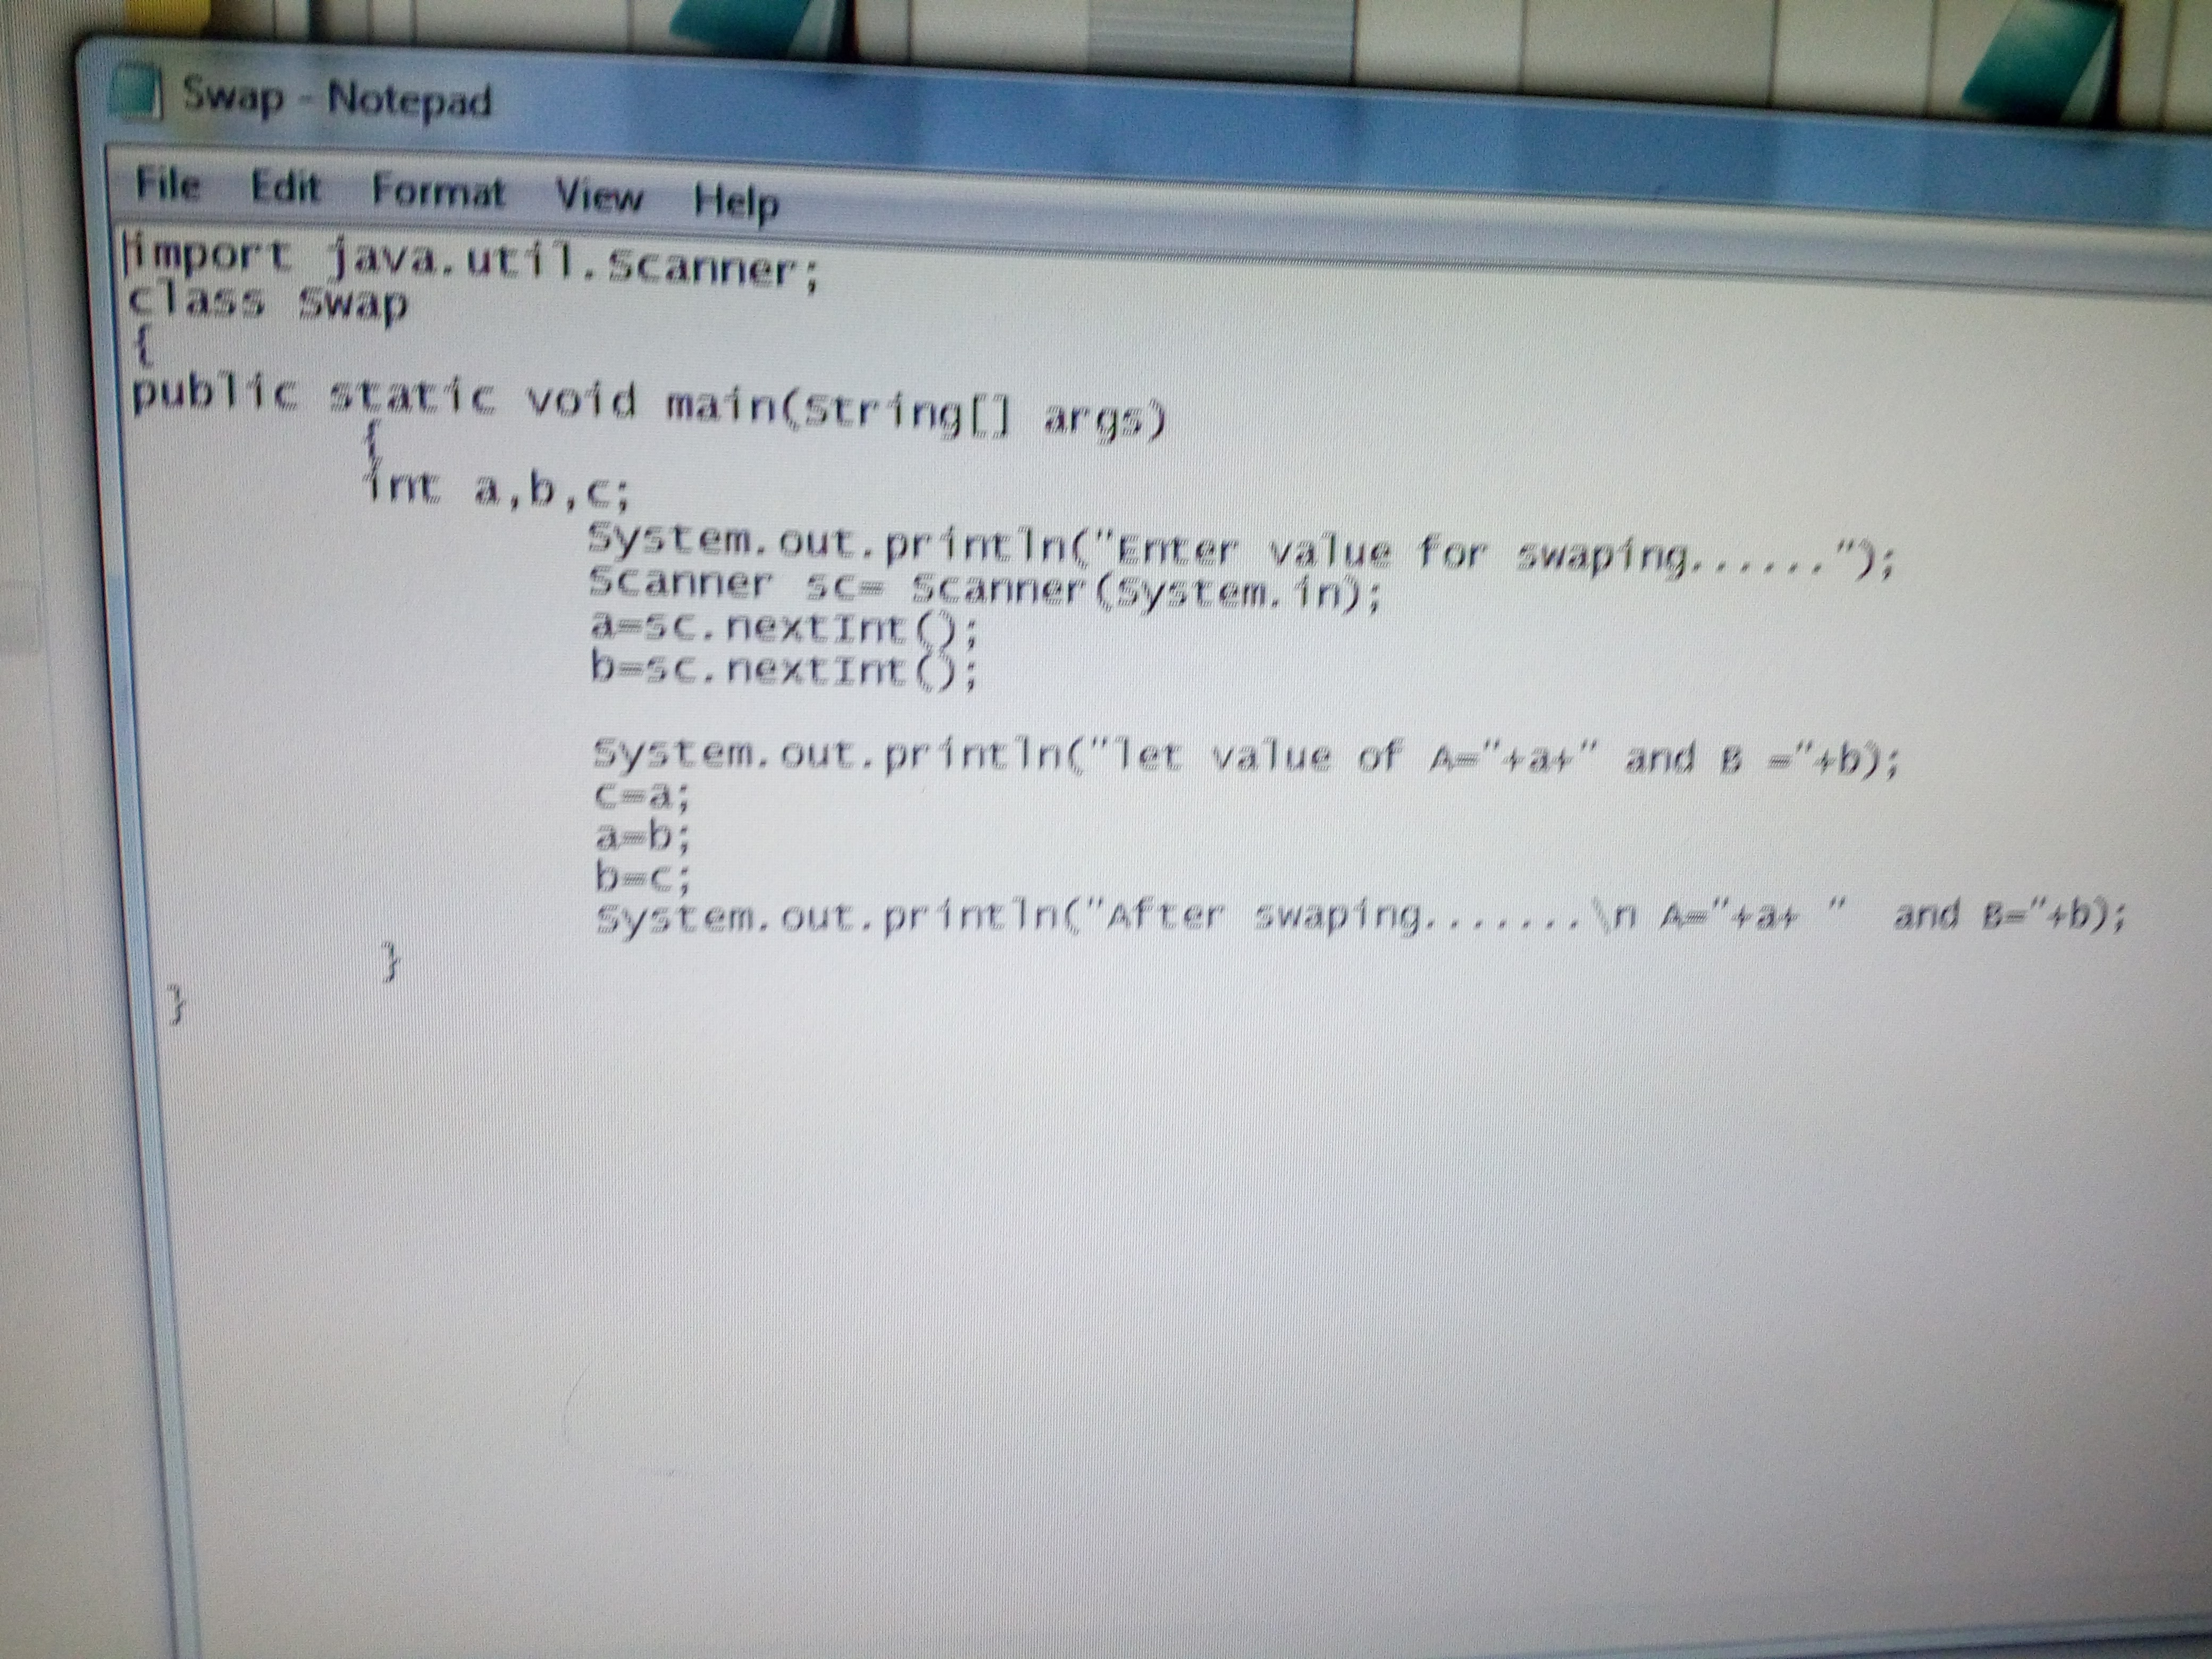 Swap - Notepad
File Edit Format View Help
import java.util.Scanner;
class Swap
{
public static void main(String[] args)
{
int a,b,c;
System.out.println("Enter value for swaping......");
Scanner sc= Scanner(System.in);
a=sc.nextInt();
b=sc.nextInt();
System.out.println("let value of A="+a+" and B ="+b);
c=a;
a=b;
b=c;
System.out.println("After swaping.......\n A="+a+ "  and B="+b);
}
}